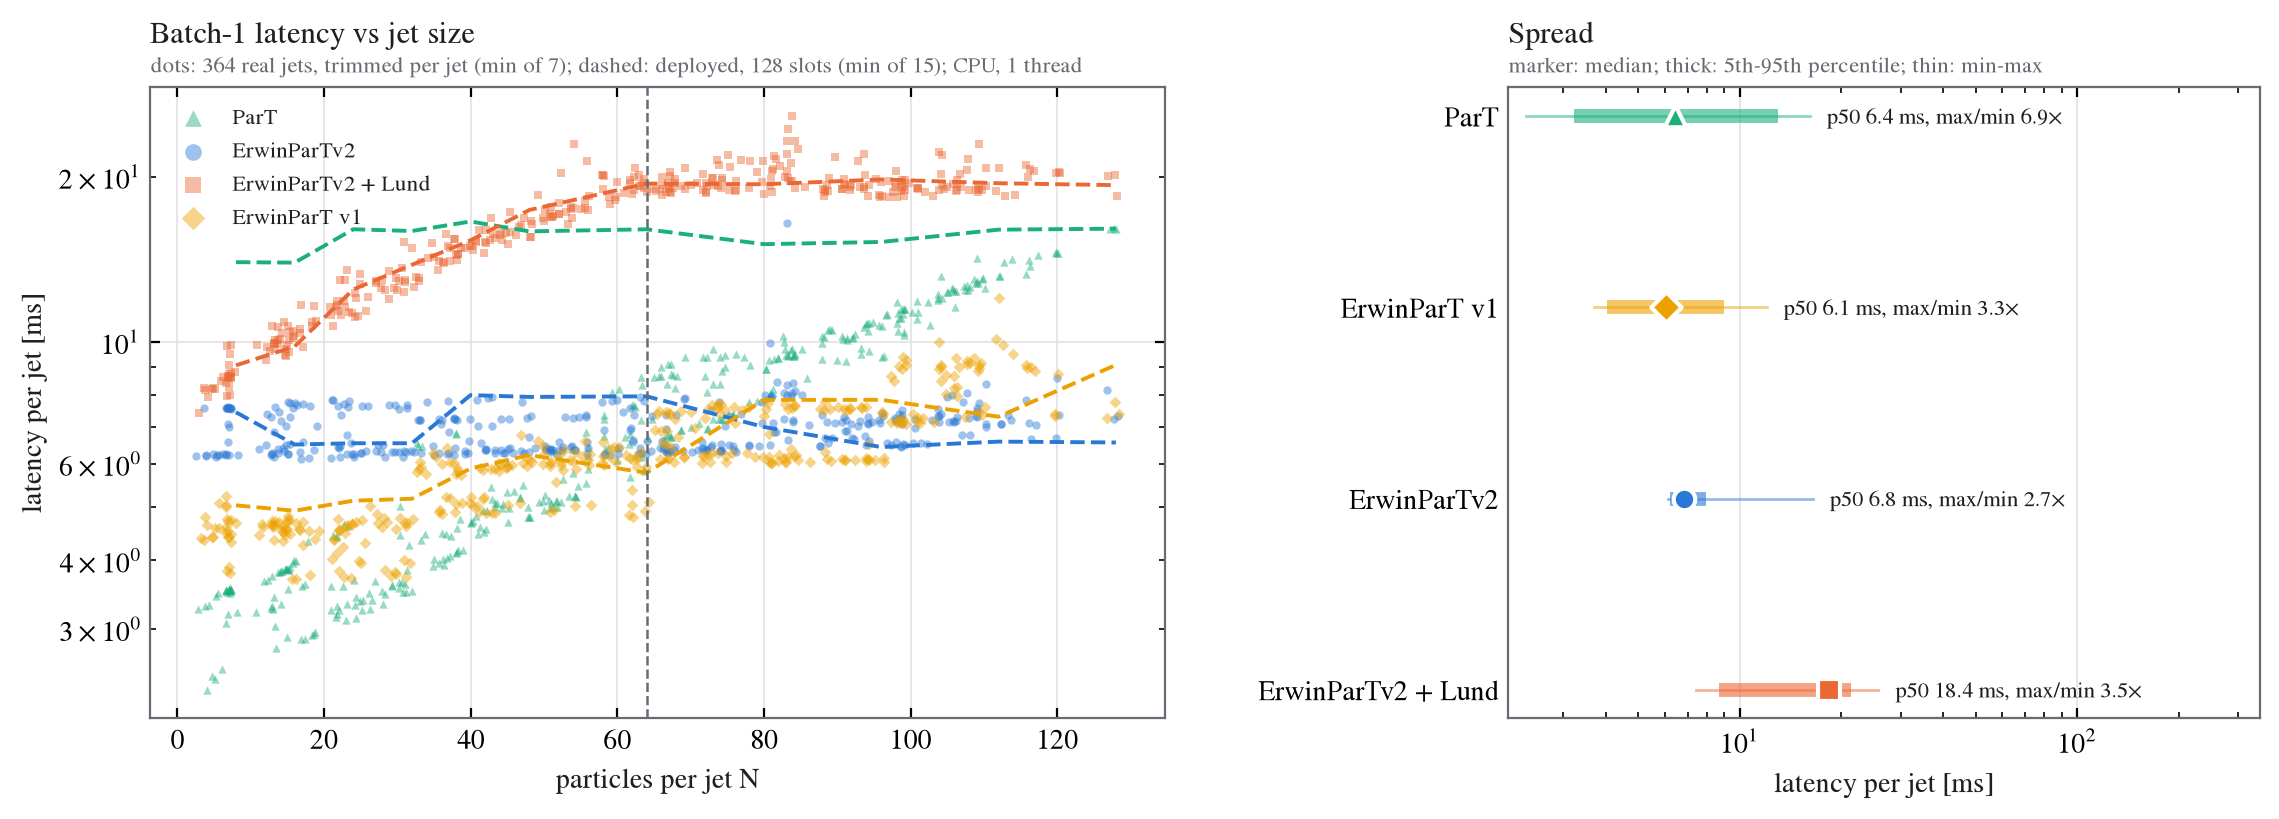 Batch-1 latency vs jet size
dots: 364 real jets, trimmed per jet (min of 7); dashed: deployed, 128 slots (min of 15); CPU, 1 thread
ParT
ErwinParTv2
ErwinParTv2 + Lund
ErwinParT v1
2 × 10¹
10¹
6 × 10⁰
4 × 10⁰
3 × 10⁰
latency per jet [ms]
0 20 40 60 80 100 120
particles per jet N
Spread
marker: median; thick: 5th-95th percentile; thin: min-max
ParT
p50 6.4 ms, max/min 6.9×
ErwinParT v1
p50 6.1 ms, max/min 3.3×
ErwinParTv2
p50 6.8 ms, max/min 2.7×
ErwinParTv2 + Lund
p50 18.4 ms, max/min 3.5×
10¹ 10²
latency per jet [ms]